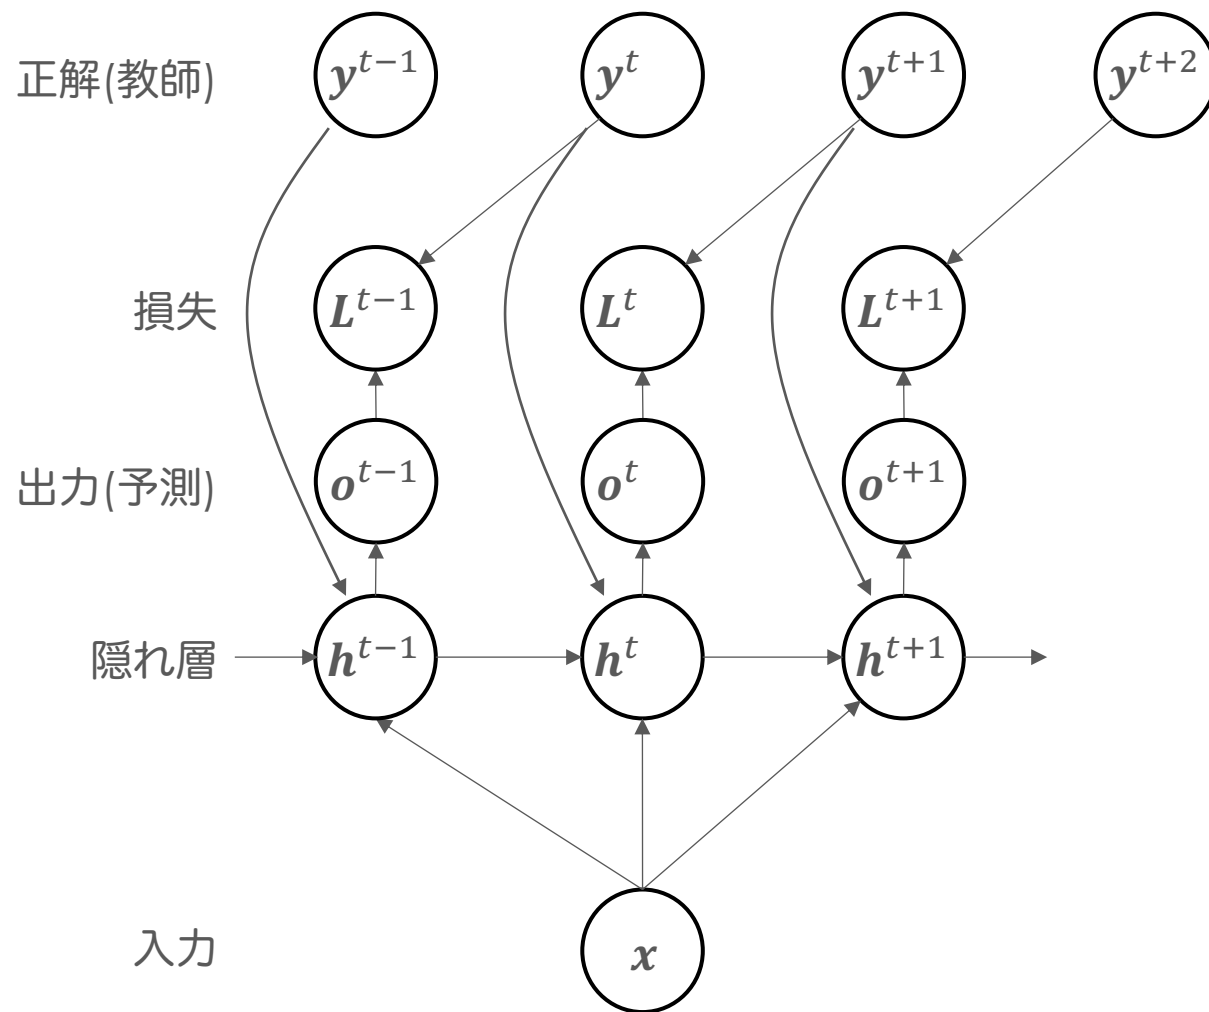 正解(教師) y^{t-1} y^{t} y^{t+1} y^{t+2}
損失 L^{t-1} L^{t} L^{t+1}
出力(予測) o^{t-1} o^{t} o^{t+1}
隠れ層 h^{t-1} h^{t} h^{t+1}
入力 x